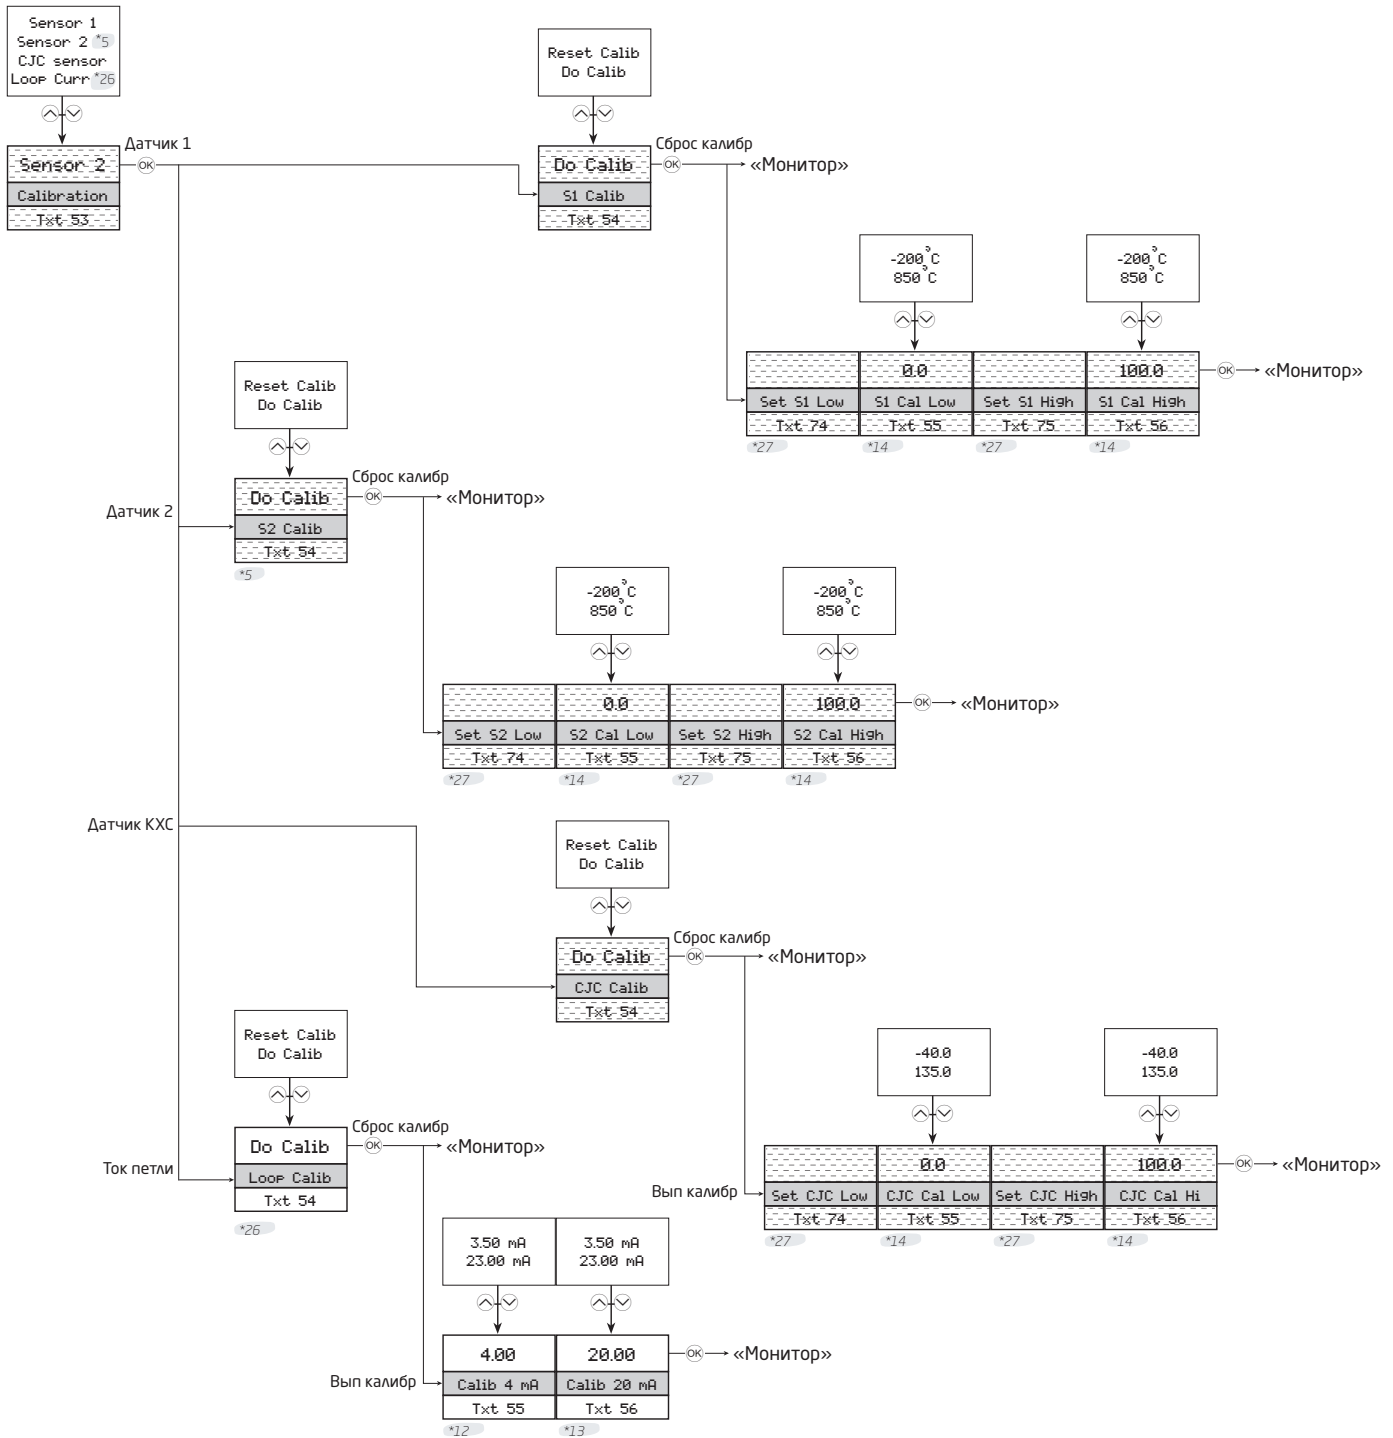 Sensor 1
Sensor 2 *5
CJC sensor
Loop Curr *26
Sensor 2
Calibration
Txt 53
Датчик 1
OK
Reset Calib
Do Calib
Do Calib
S1 Calib
Txt 54
Сброс калибр
OK
«Монитор»
-200°C
850°C
-200°C
850°C
0.0
100.0
Set S1 Low
S1 Cal Low
Set S1 High
S1 Cal High
Txt 74
Txt 55
Txt 75
Txt 56
*27
*14
*27
*14
OK
«Монитор»
Датчик 2
Reset Calib
Do Calib
Do Calib
S2 Calib
Txt 54
*5
Сброс калибр
OK
«Монитор»
-200°C
850°C
-200°C
850°C
0.0
100.0
Set S2 Low
S2 Cal Low
Set S2 High
S2 Cal High
Txt 74
Txt 55
Txt 75
Txt 56
*27
*14
*27
*14
OK
«Монитор»
Датчик КХС
Reset Calib
Do Calib
Do Calib
CJC Calib
Txt 54
Сброс калибр
OK
«Монитор»
-40.0
135.0
-40.0
135.0
Вып калибр
0.0
100.0
Set CJC Low
CJC Cal Low
Set CJC High
CJC Cal Hi
Txt 74
Txt 55
Txt 75
Txt 56
*27
*14
*27
*14
OK
«Монитор»
Ток петли
Reset Calib
Do Calib
Do Calib
Loop Calib
Txt 54
*26
Сброс калибр
OK
«Монитор»
3.50 mA
23.00 mA
3.50 mA
23.00 mA
Вып калибр
4.00
20.00
Calib 4 mA
Calib 20 mA
Txt 55
Txt 56
*12
*13
OK
«Монитор»